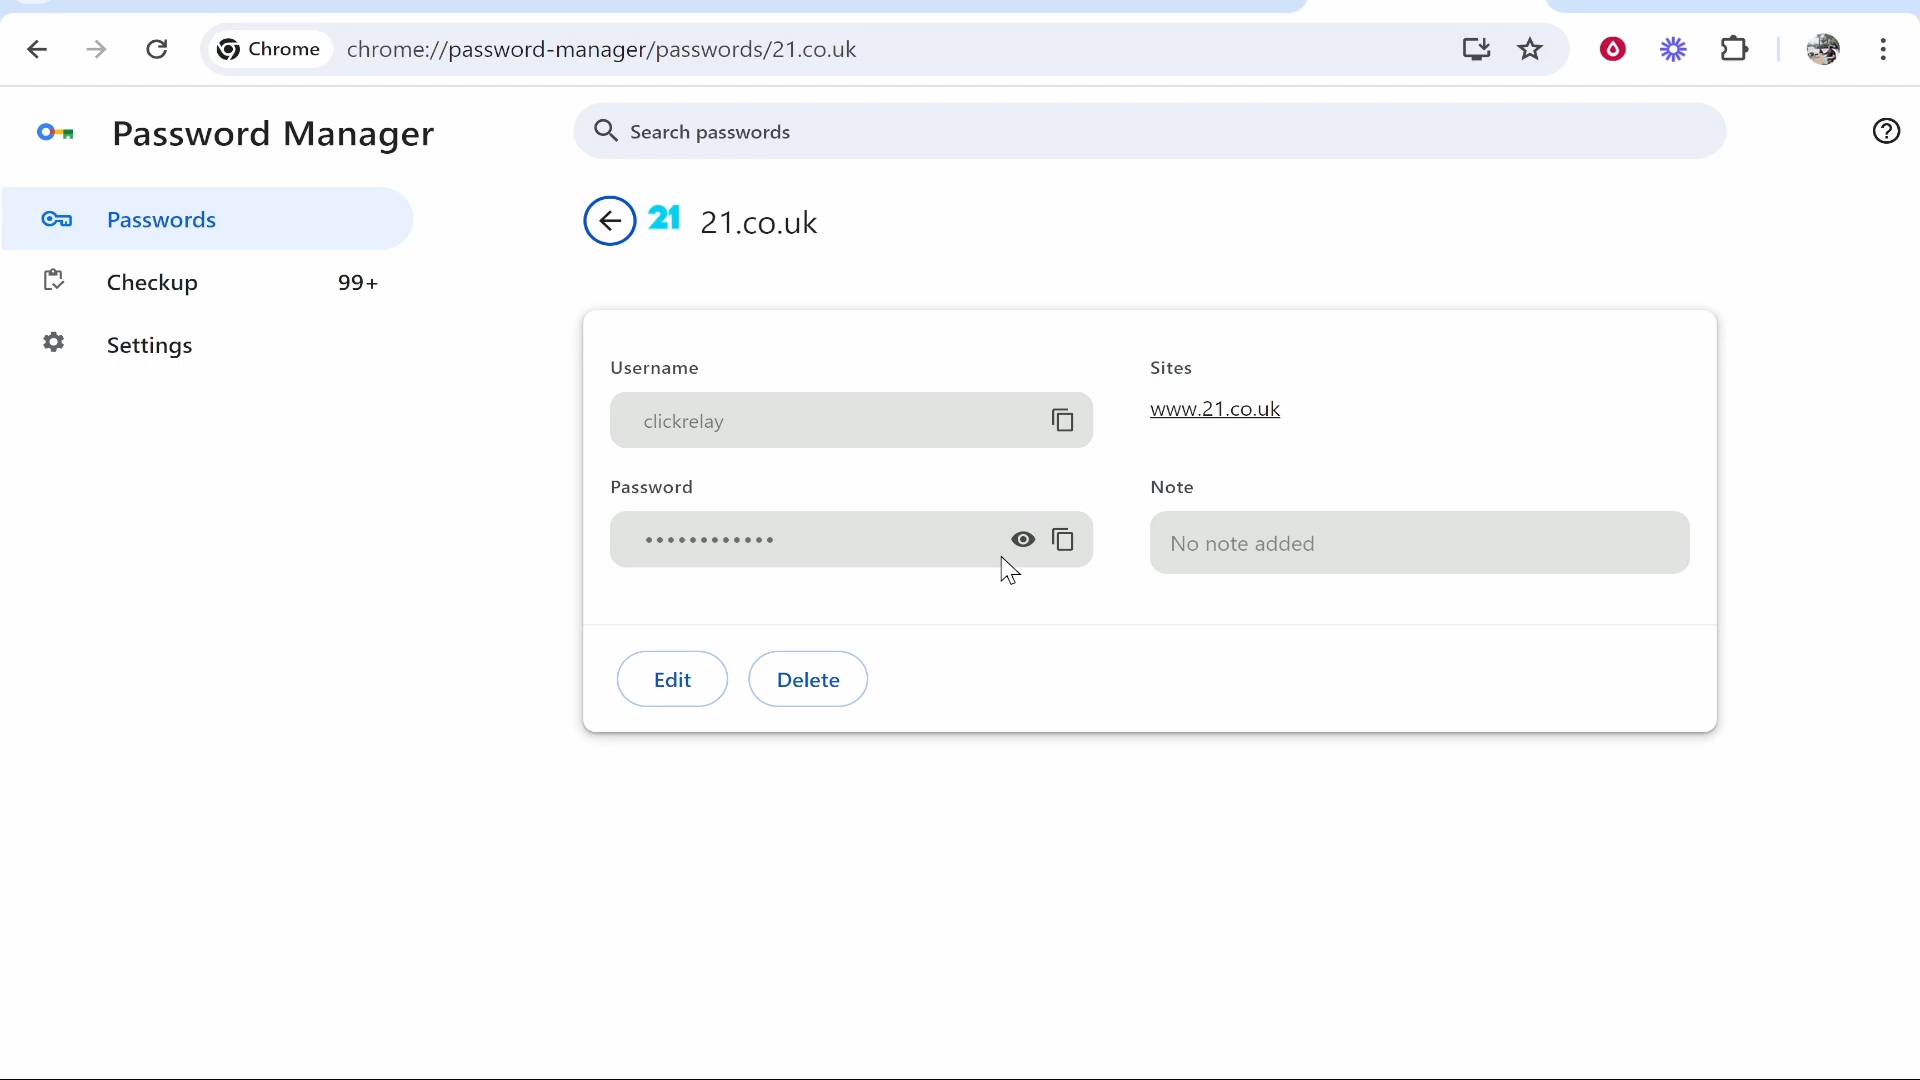 Chrome
chrome://password-manager/passwords/21.co.uk
Password Manager
Search passwords
Passwords
21 21.co.uk
Checkup 99+
Settings
Username
Sites
clickrelay
www.21.co.uk
Password
Note
••••••••••••
No note added
Edit
Delete